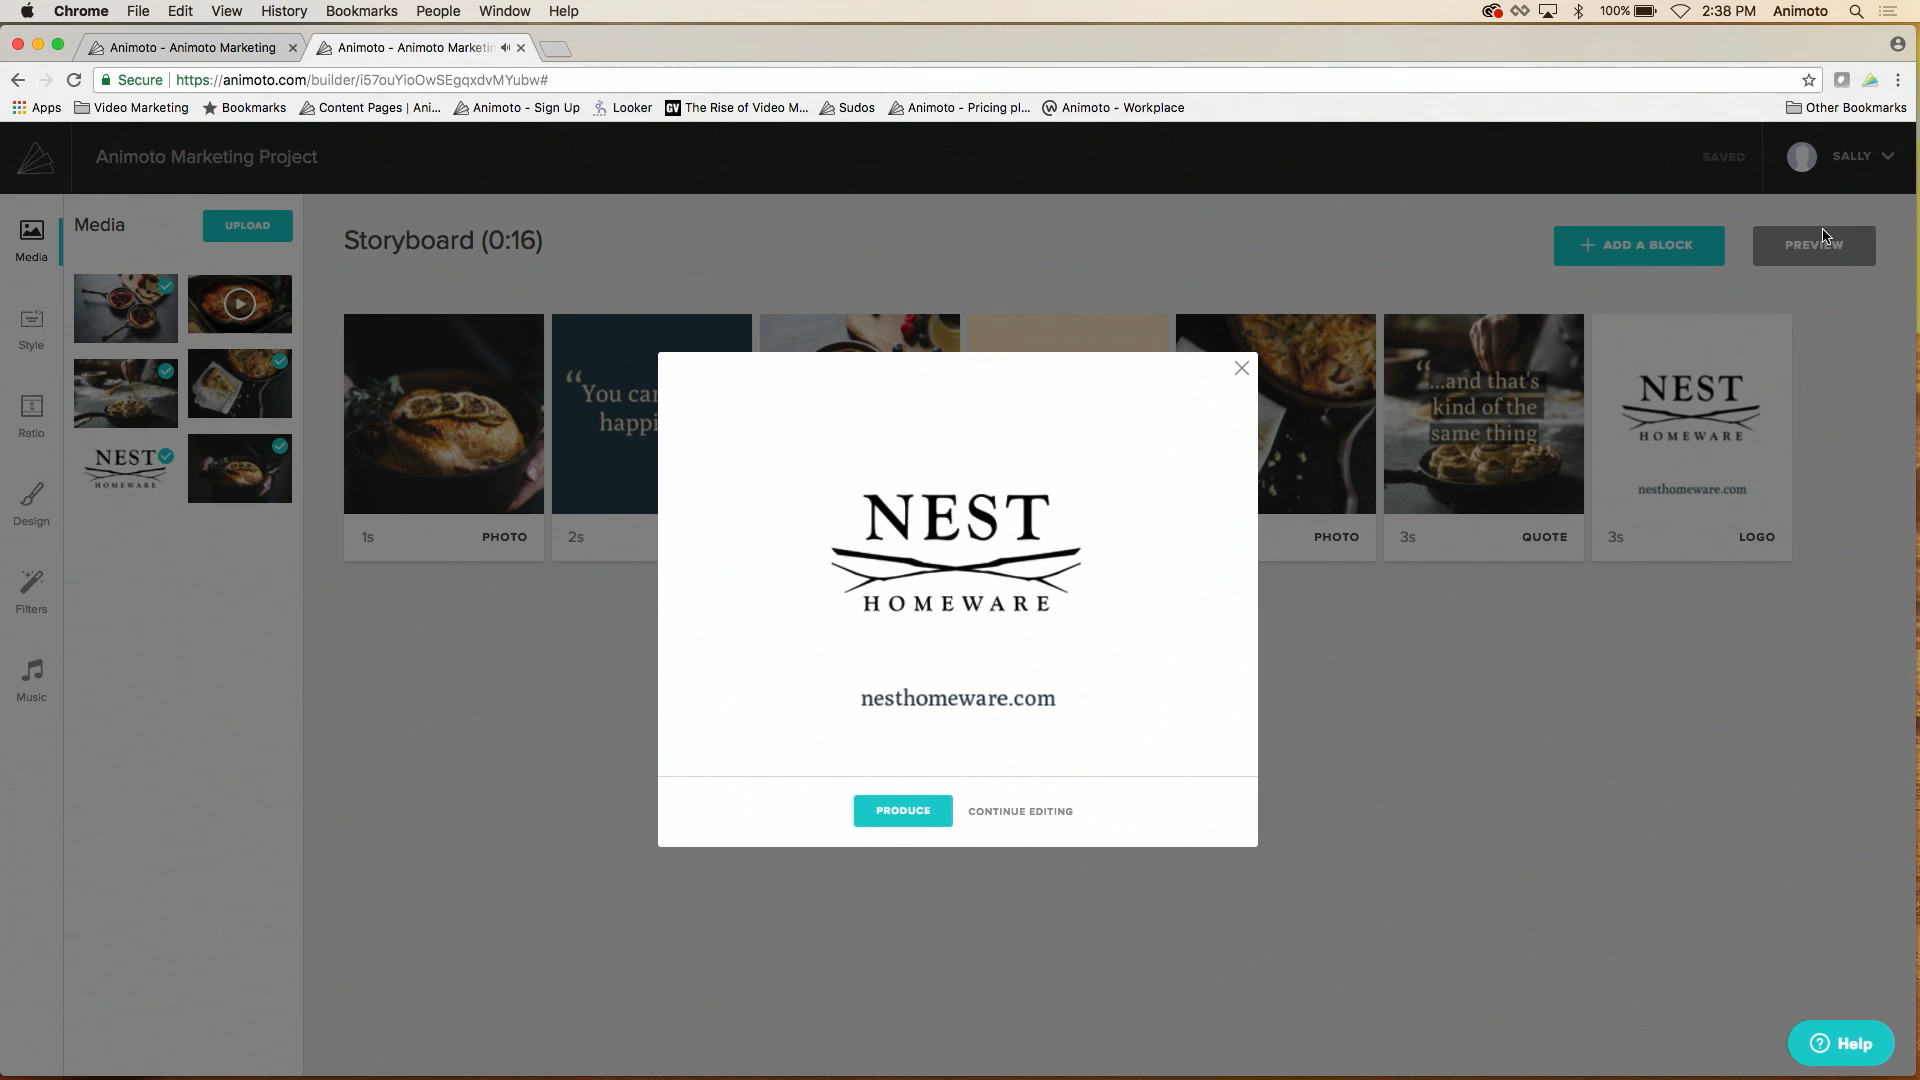 Chrome File Edit View History Bookmarks People Window Help 100% 2:38 PM Animoto
Animoto - Animoto Marketing
Animoto - Animoto Marketin
Secure https://animoto.com/builder/i57ouYioOwSEgqxdvMYubw#
Apps Video Marketing Bookmarks Content Pages | Ani... Animoto - Sign Up Looker GV The Rise of Video M... Sudos Animoto - Pricing pl... Animoto - Workplace Other Bookmarks
Animoto Marketing Project SAVED SALLY
Media UPLOAD
Media
Style
Ratio
Design
Filters
Music
NEST
HOMEWARE
Storyboard (0:16)
+ ADD A BLOCK
PREVIEW
“You can
happi
“...and that's
kind of the
same thing
NEST
HOMEWARE
nesthomeware.com
1s PHOTO
2s
PHOTO
3s QUOTE
3s LOGO
NEST
HOMEWARE
nesthomeware.com
PRODUCE CONTINUE EDITING
? Help